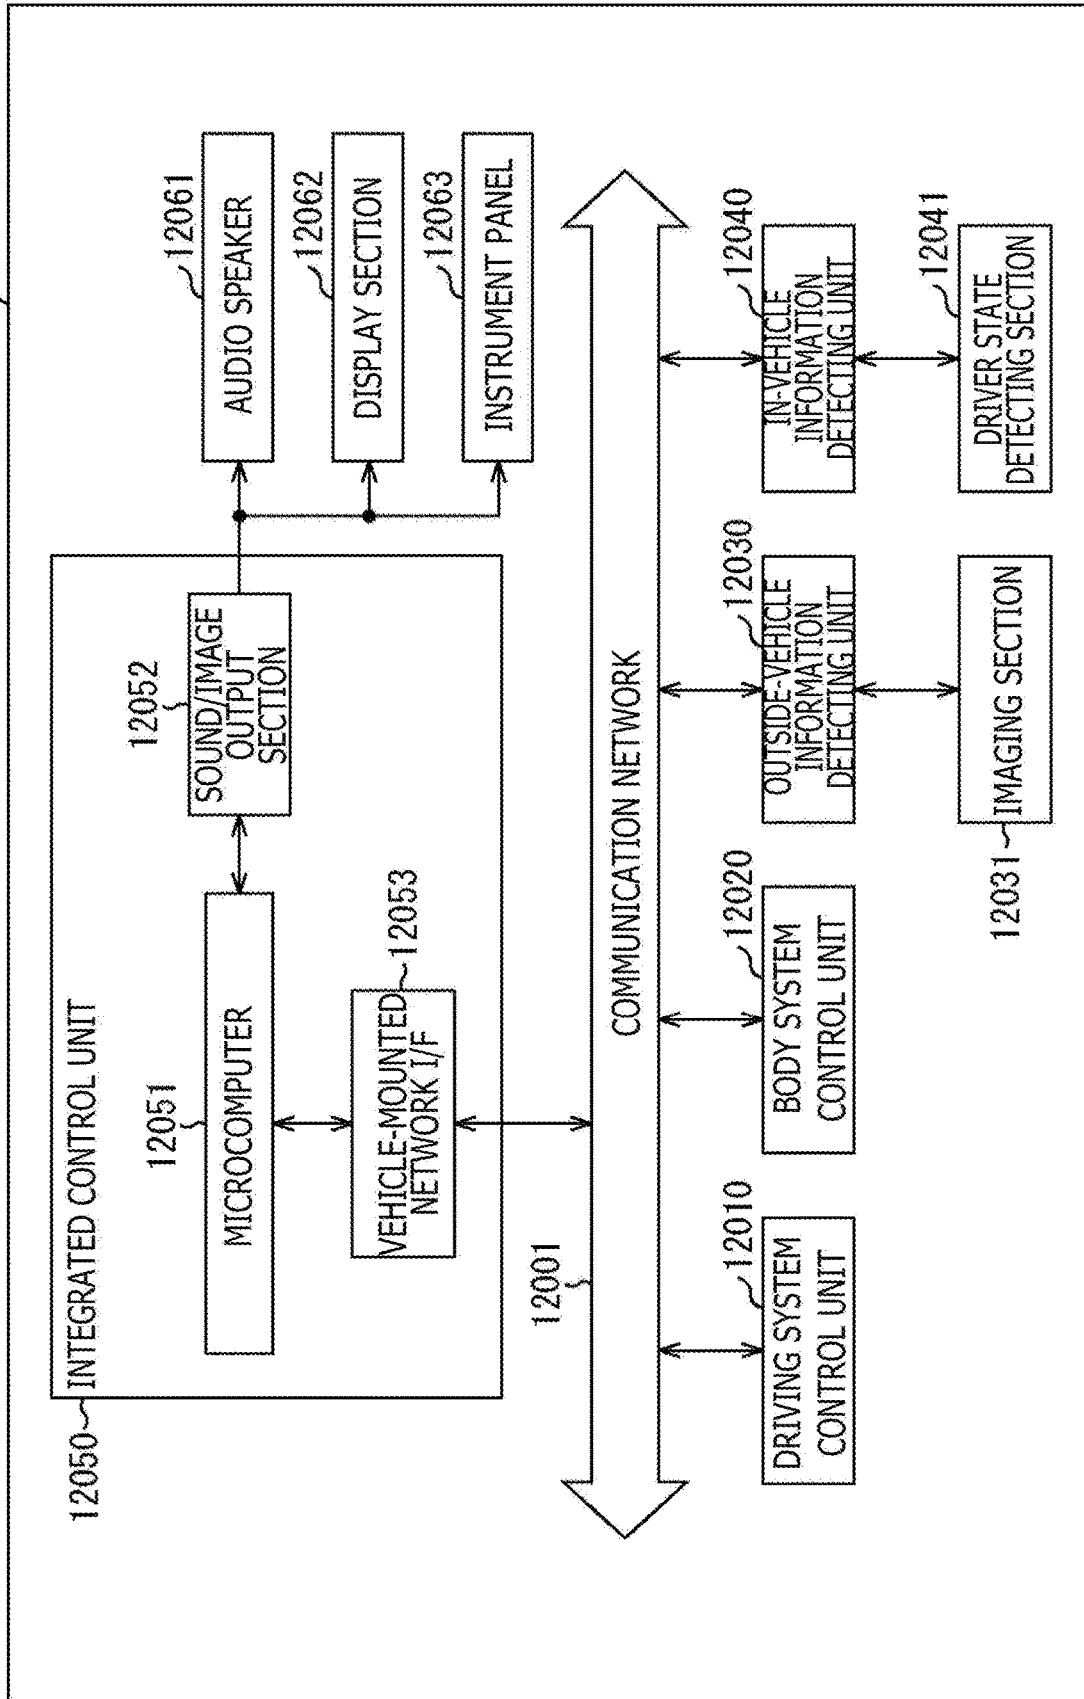 12050
INTEGRATED CONTROL UNIT
12051
MICROCOMPUTER
12052
SOUND/IMAGE
OUTPUT
SECTION
12053
VEHICLE-MOUNTED
NETWORK I/F
12061
AUDIO SPEAKER
12062
DISPLAY SECTION
12063
INSTRUMENT PANEL
12001
COMMUNICATION NETWORK
12010
DRIVING SYSTEM
CONTROL UNIT
12020
BODY SYSTEM
CONTROL UNIT
12030
OUTSIDE-VEHICLE
INFORMATION
DETECTING UNIT
12040
IN-VEHICLE
INFORMATION
DETECTING UNIT
12031
IMAGING SECTION
12041
DRIVER STATE
DETECTING SECTION